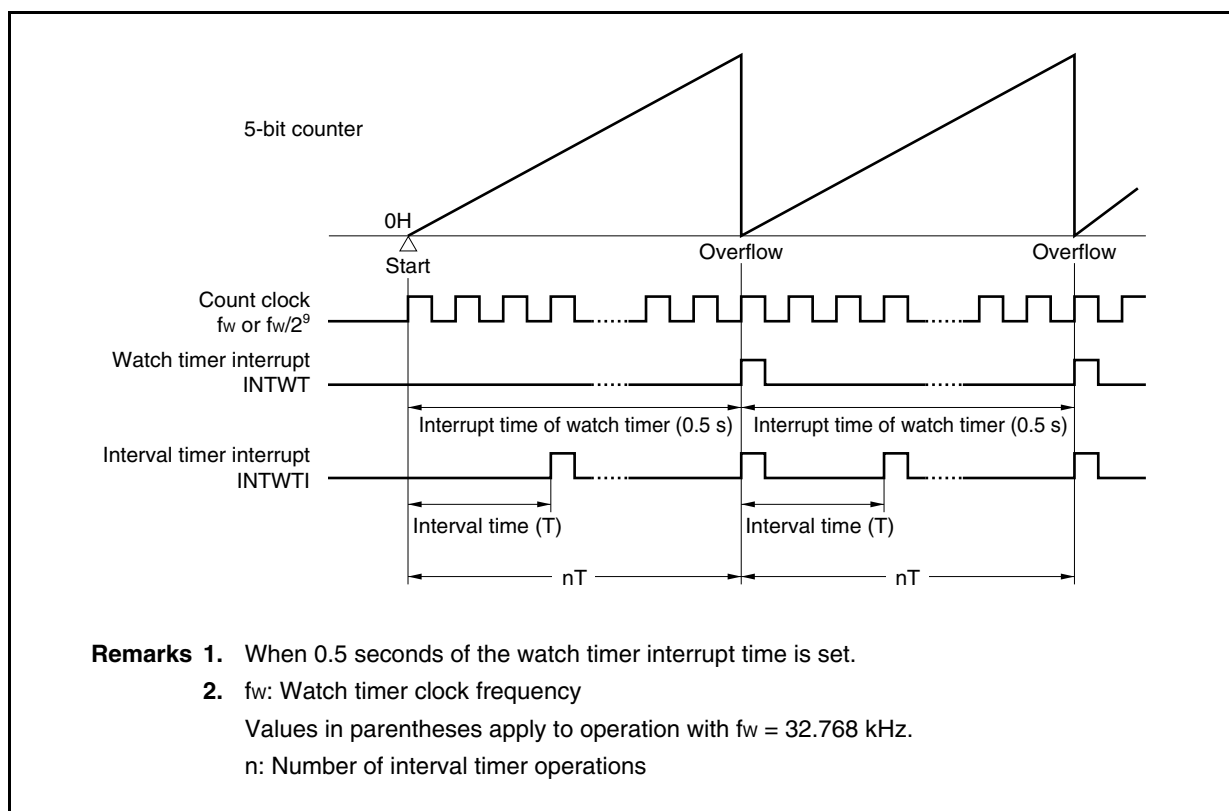 5-bit counter
0H
Start
Overflow
Overflow
Count clock
fw or fw/2⁹
Watch timer interrupt
INTWT
Interrupt time of watch timer (0.5 s)
Interrupt time of watch timer (0.5 s)
Interval timer interrupt
INTWTI
Interval time (T)
Interval time (T)
nT
nT
Remarks 1. When 0.5 seconds of the watch timer interrupt time is set.
2. fw: Watch timer clock frequency
Values in parentheses apply to operation with fw = 32.768 kHz.
n: Number of interval timer operations